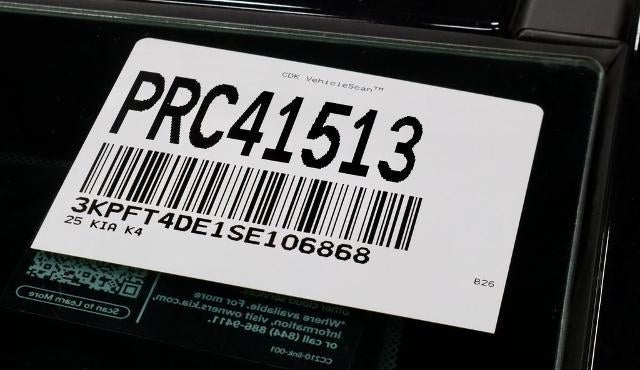 CDK VehicleScan™
PRC41513
3KPFT4DE1SE106868
25 KIA K4
B26
other cloud services
*Where available. For more
information, visit owners.kia.com
or call (844) 886-9411.
Scan to Learn More
CC210-link-001